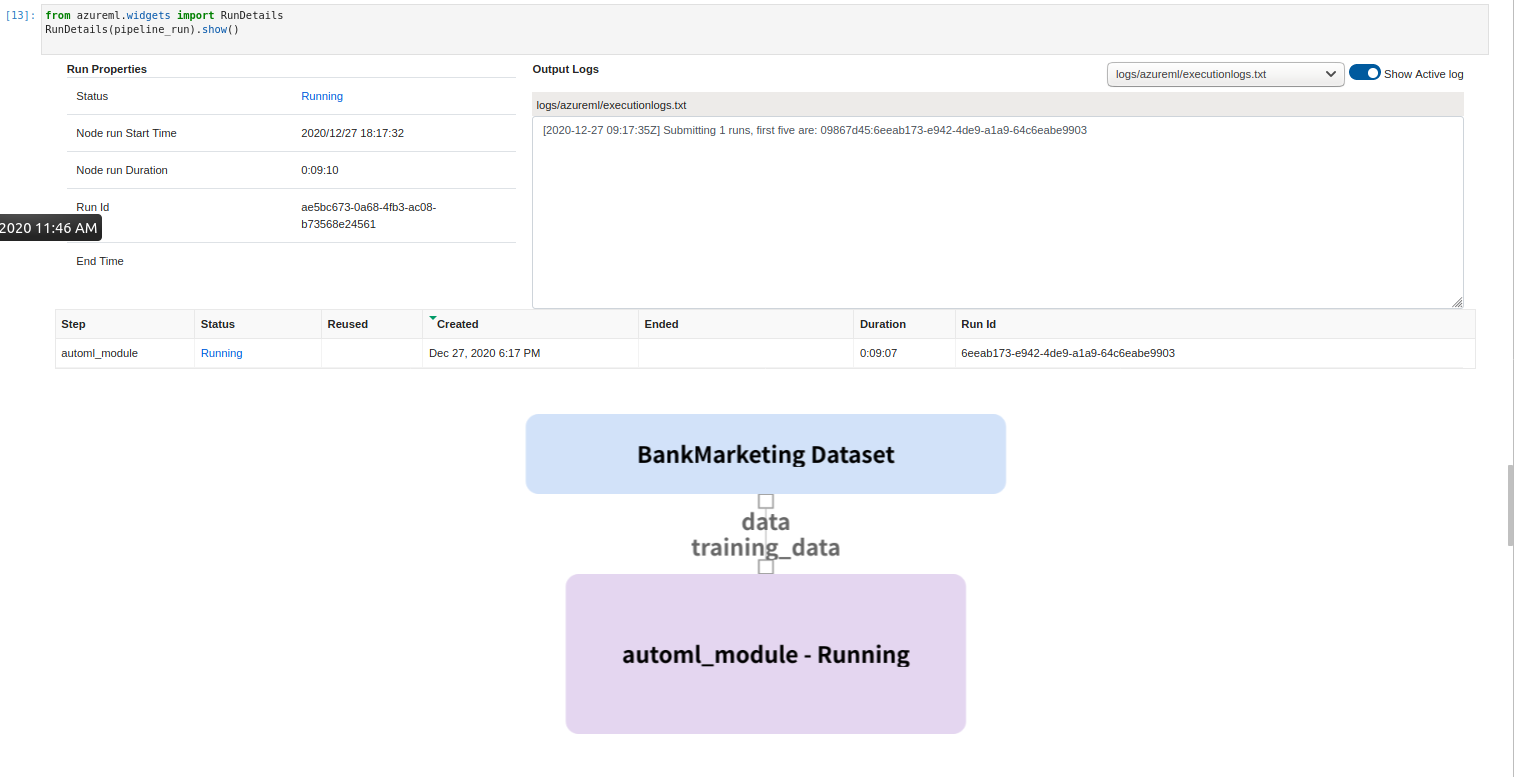 [13]:
from azureml.widgets import RunDetails
RunDetails(pipeline_run).show()
Run Properties
Status Running
Node run Start Time 2020/12/27 18:17:32
Node run Duration 0:09:10
Run Id ae5bc673-0a68-4fb3-ac08-
b73568e24561
2020 11:46 AM
End Time
Output Logs
logs/azureml/executionlogs.txt
Show Active log
logs/azureml/executionlogs.txt
[2020-12-27 09:17:35Z] Submitting 1 runs, first five are: 09867d45:6eeab173-e942-4de9-a1a9-64c6eabe9903
Step Status Reused Created Ended Duration Run Id
automl_module Running Dec 27, 2020 6:17 PM 0:09:07 6eeab173-e942-4de9-a1a9-64c6eabe9903
BankMarketing Dataset
data
training_data
automl_module - Running